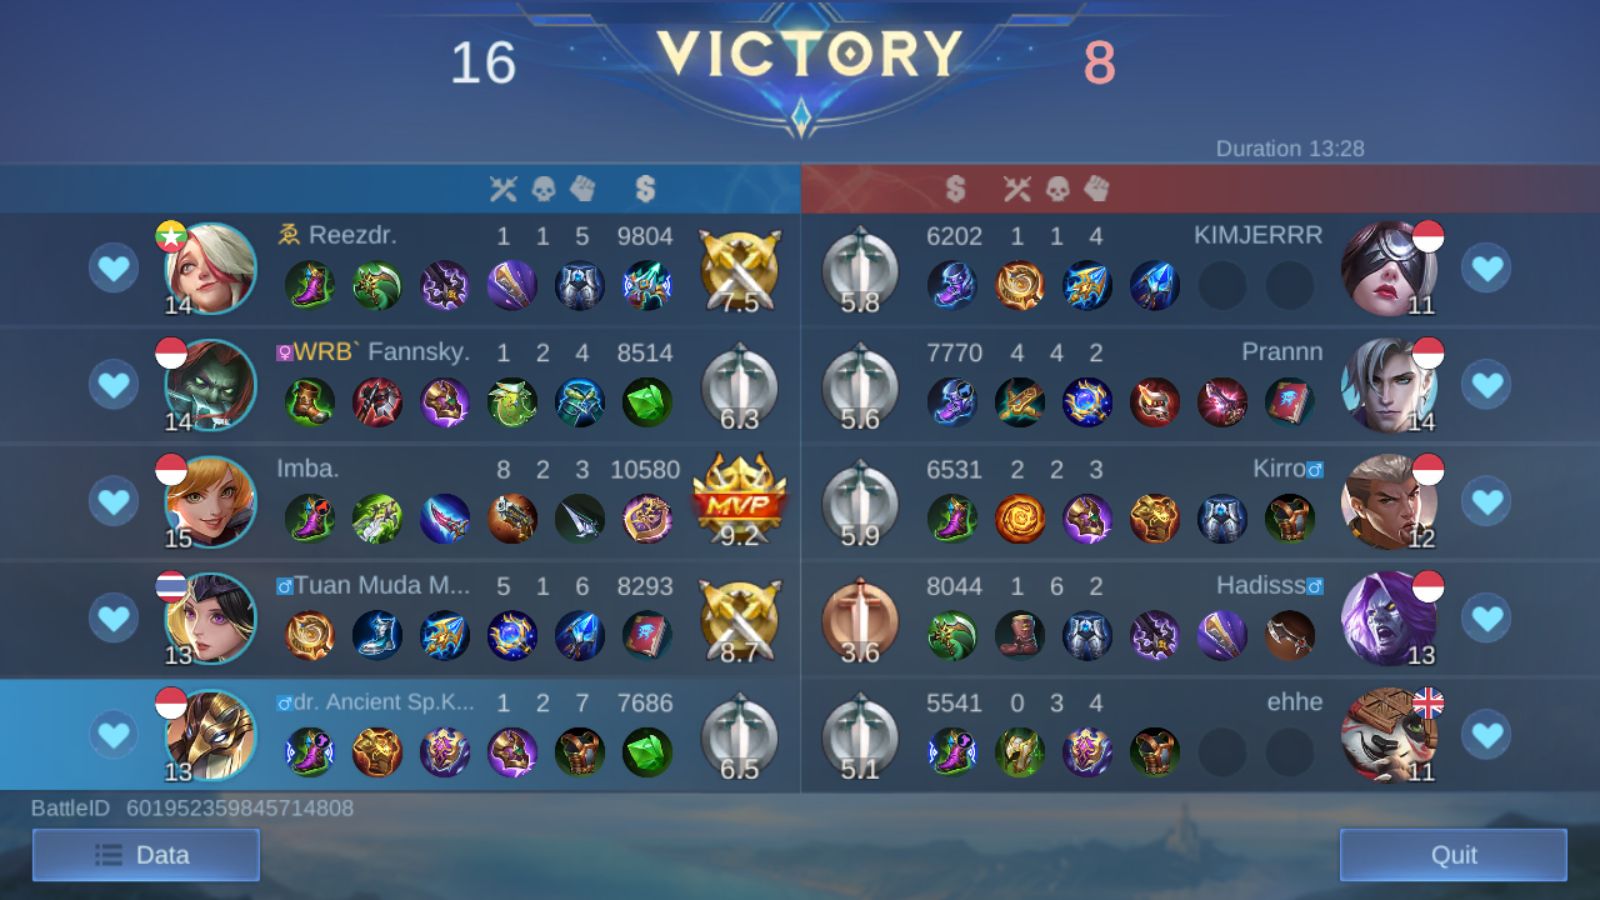 16 VICTORY 8
Duration 13:28
Reezdr. 1 1 5 9804 7.5 14
6202 1 1 4 KIMJERRR 5.8 11
WRB` Fannsky. 1 2 4 8514 6.3 14
7770 4 4 2 Prannn 5.6 14
Imba. 8 2 3 10580 MVP 9.2 15
6531 2 2 3 Kirro♂ 5.9 12
♂Tuan Muda M... 5 1 6 8293 8.7 13
8044 1 6 2 Hadisss♂ 3.6 13
♂dr. Ancient Sp.K... 1 2 7 7686 6.5 13
5541 0 3 4 ehhe 5.1 11
BattleID 601952359845714808
Data
Quit